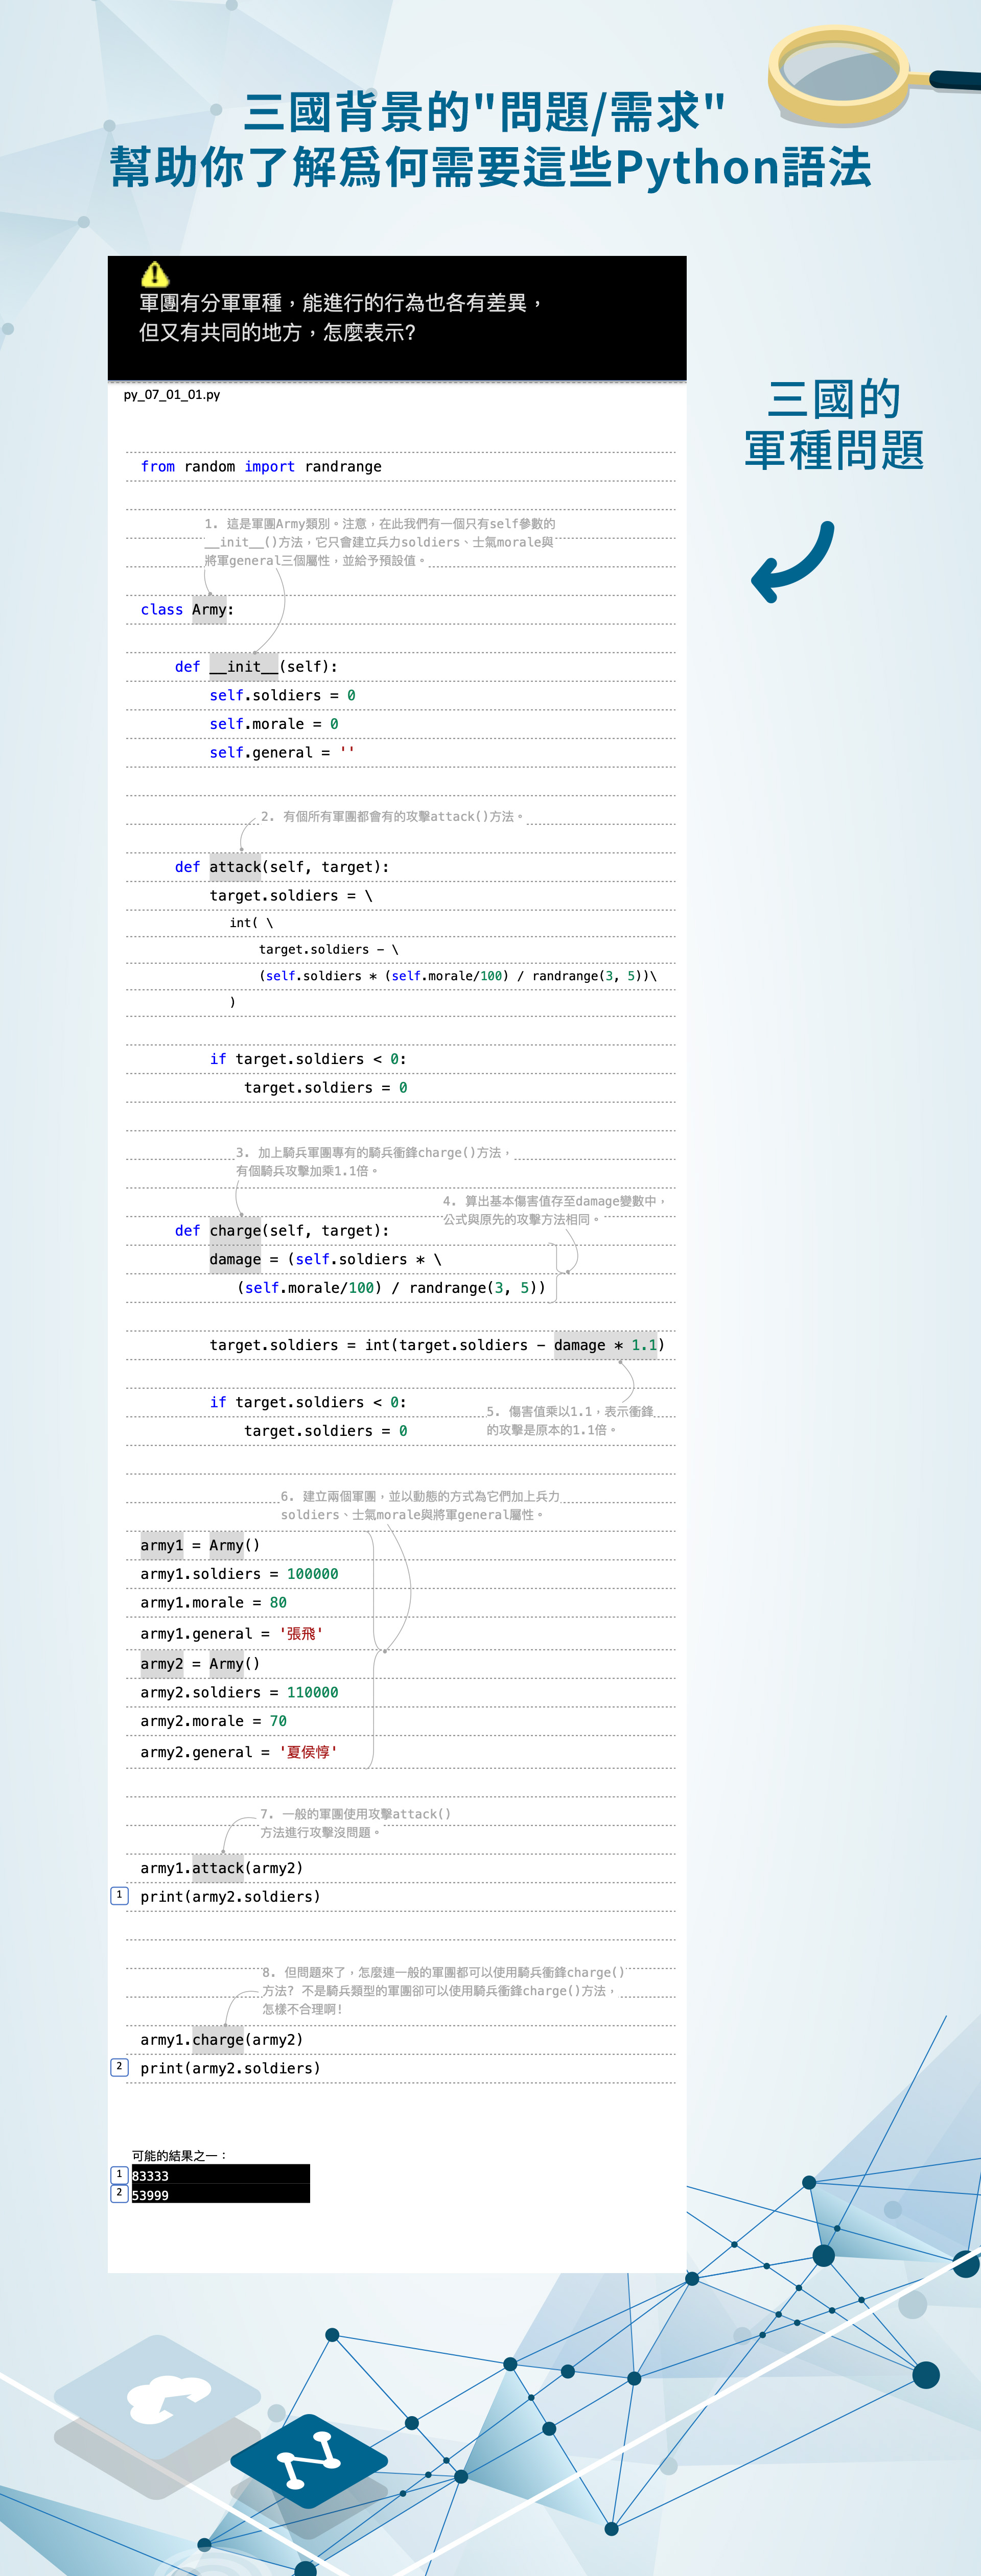 三國背景的"問題/需求"
幫助你了解為何需要這些Python語法
軍團有分軍軍種，能進行的行為也各有差異，
但又有共同的地方，怎麼表示?
三國的
軍種問題
py_07_01_01.py
from random import randrange
1. 這是軍團Army類別。注意，在此我們有一個只有self參數的
__init__()方法，它只會建立兵力soldiers、士氣morale與
將軍general三個屬性，並給予預設值。
class Army:
def __init__(self):
self.soldiers = 0
self.morale = 0
self.general = ''
2. 有個所有軍團都會有的攻擊attack()方法。
def attack(self, target):
target.soldiers = \
int( \
target.soldiers - \
(self.soldiers * (self.morale/100) / randrange(3, 5))\
)
if target.soldiers < 0:
target.soldiers = 0
3. 加上騎兵軍團專有的騎兵衝鋒charge()方法，
有個騎兵攻擊加乘1.1倍。
4. 算出基本傷害值存至damage變數中，
公式與原先的攻擊方法相同。
def charge(self, target):
damage = (self.soldiers * \
(self.morale/100) / randrange(3, 5))
target.soldiers = int(target.soldiers - damage * 1.1)
if target.soldiers < 0:
target.soldiers = 0
5. 傷害值乘以1.1，表示衝鋒
的攻擊是原本的1.1倍。
6. 建立兩個軍團，並以動態的方式為它們加上兵力
soldiers、士氣morale與將軍general屬性。
army1 = Army()
army1.soldiers = 100000
army1.morale = 80
army1.general = '張飛'
army2 = Army()
army2.soldiers = 110000
army2.morale = 70
army2.general = '夏侯惇'
7. 一般的軍團使用攻擊attack()
方法進行攻擊沒問題。
army1.attack(army2)
1 print(army2.soldiers)
8. 但問題來了，怎麼連一般的軍團都可以使用騎兵衝鋒charge()
方法? 不是騎兵類型的軍團卻可以使用騎兵衝鋒charge()方法，
怎樣不合理啊!
army1.charge(army2)
2 print(army2.soldiers)
可能的結果之一：
1 83333
2 53999